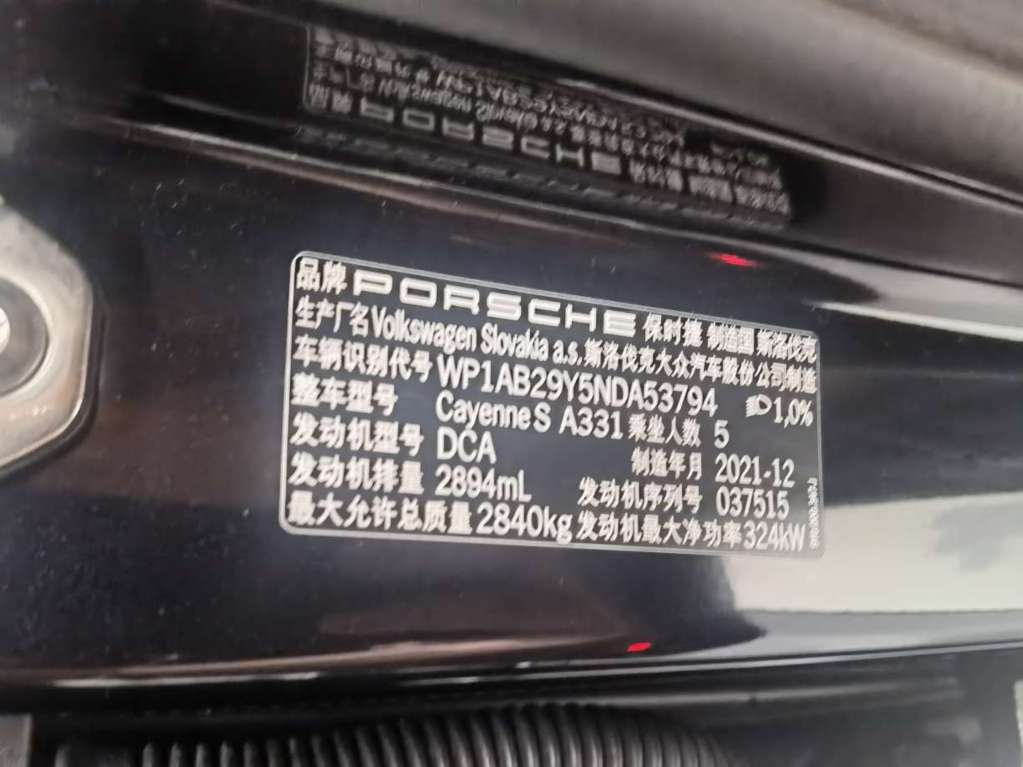 品牌 PORSCHE 保时捷 制造国 斯洛伐克
生产厂名 Volkswagen Slovakia a.s. 斯洛伐克大众汽车股份公司制造
车辆识别代号 WP1AB29Y5NDA53794 1,0%
整车型号 Cayenne S A331 乘坐人数 5
发动机型号 DCA 制造年月 2021-12
发动机排量 2894mL 发动机序列号 037515
最大允许总质量 2840kg 发动机最大净功率 324kW